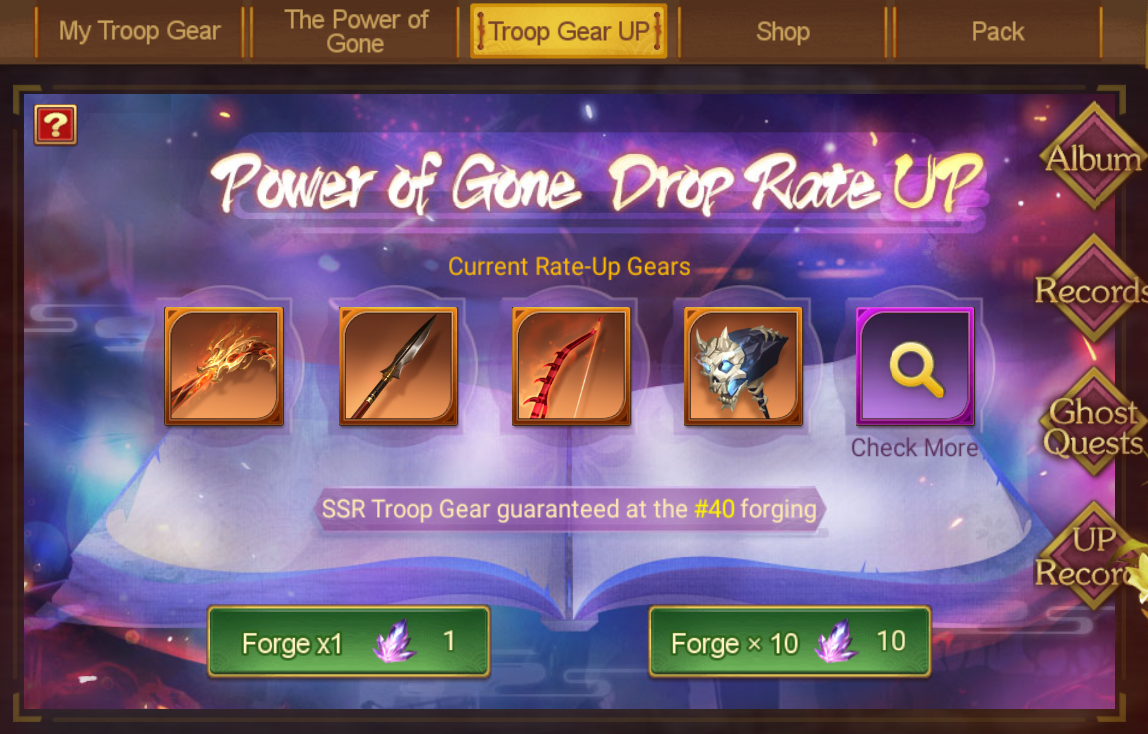 My Troop Gear
The Power of
Gone
Troop Gear UP
Shop
Pack
?
Power of Gone Drop Rate UP
Album
Current Rate-Up Gears
Records
Check More
Ghost
Quests
SSR Troop Gear guaranteed at the #40 forging
UP
Record
Forge x1 1
Forge × 10 10